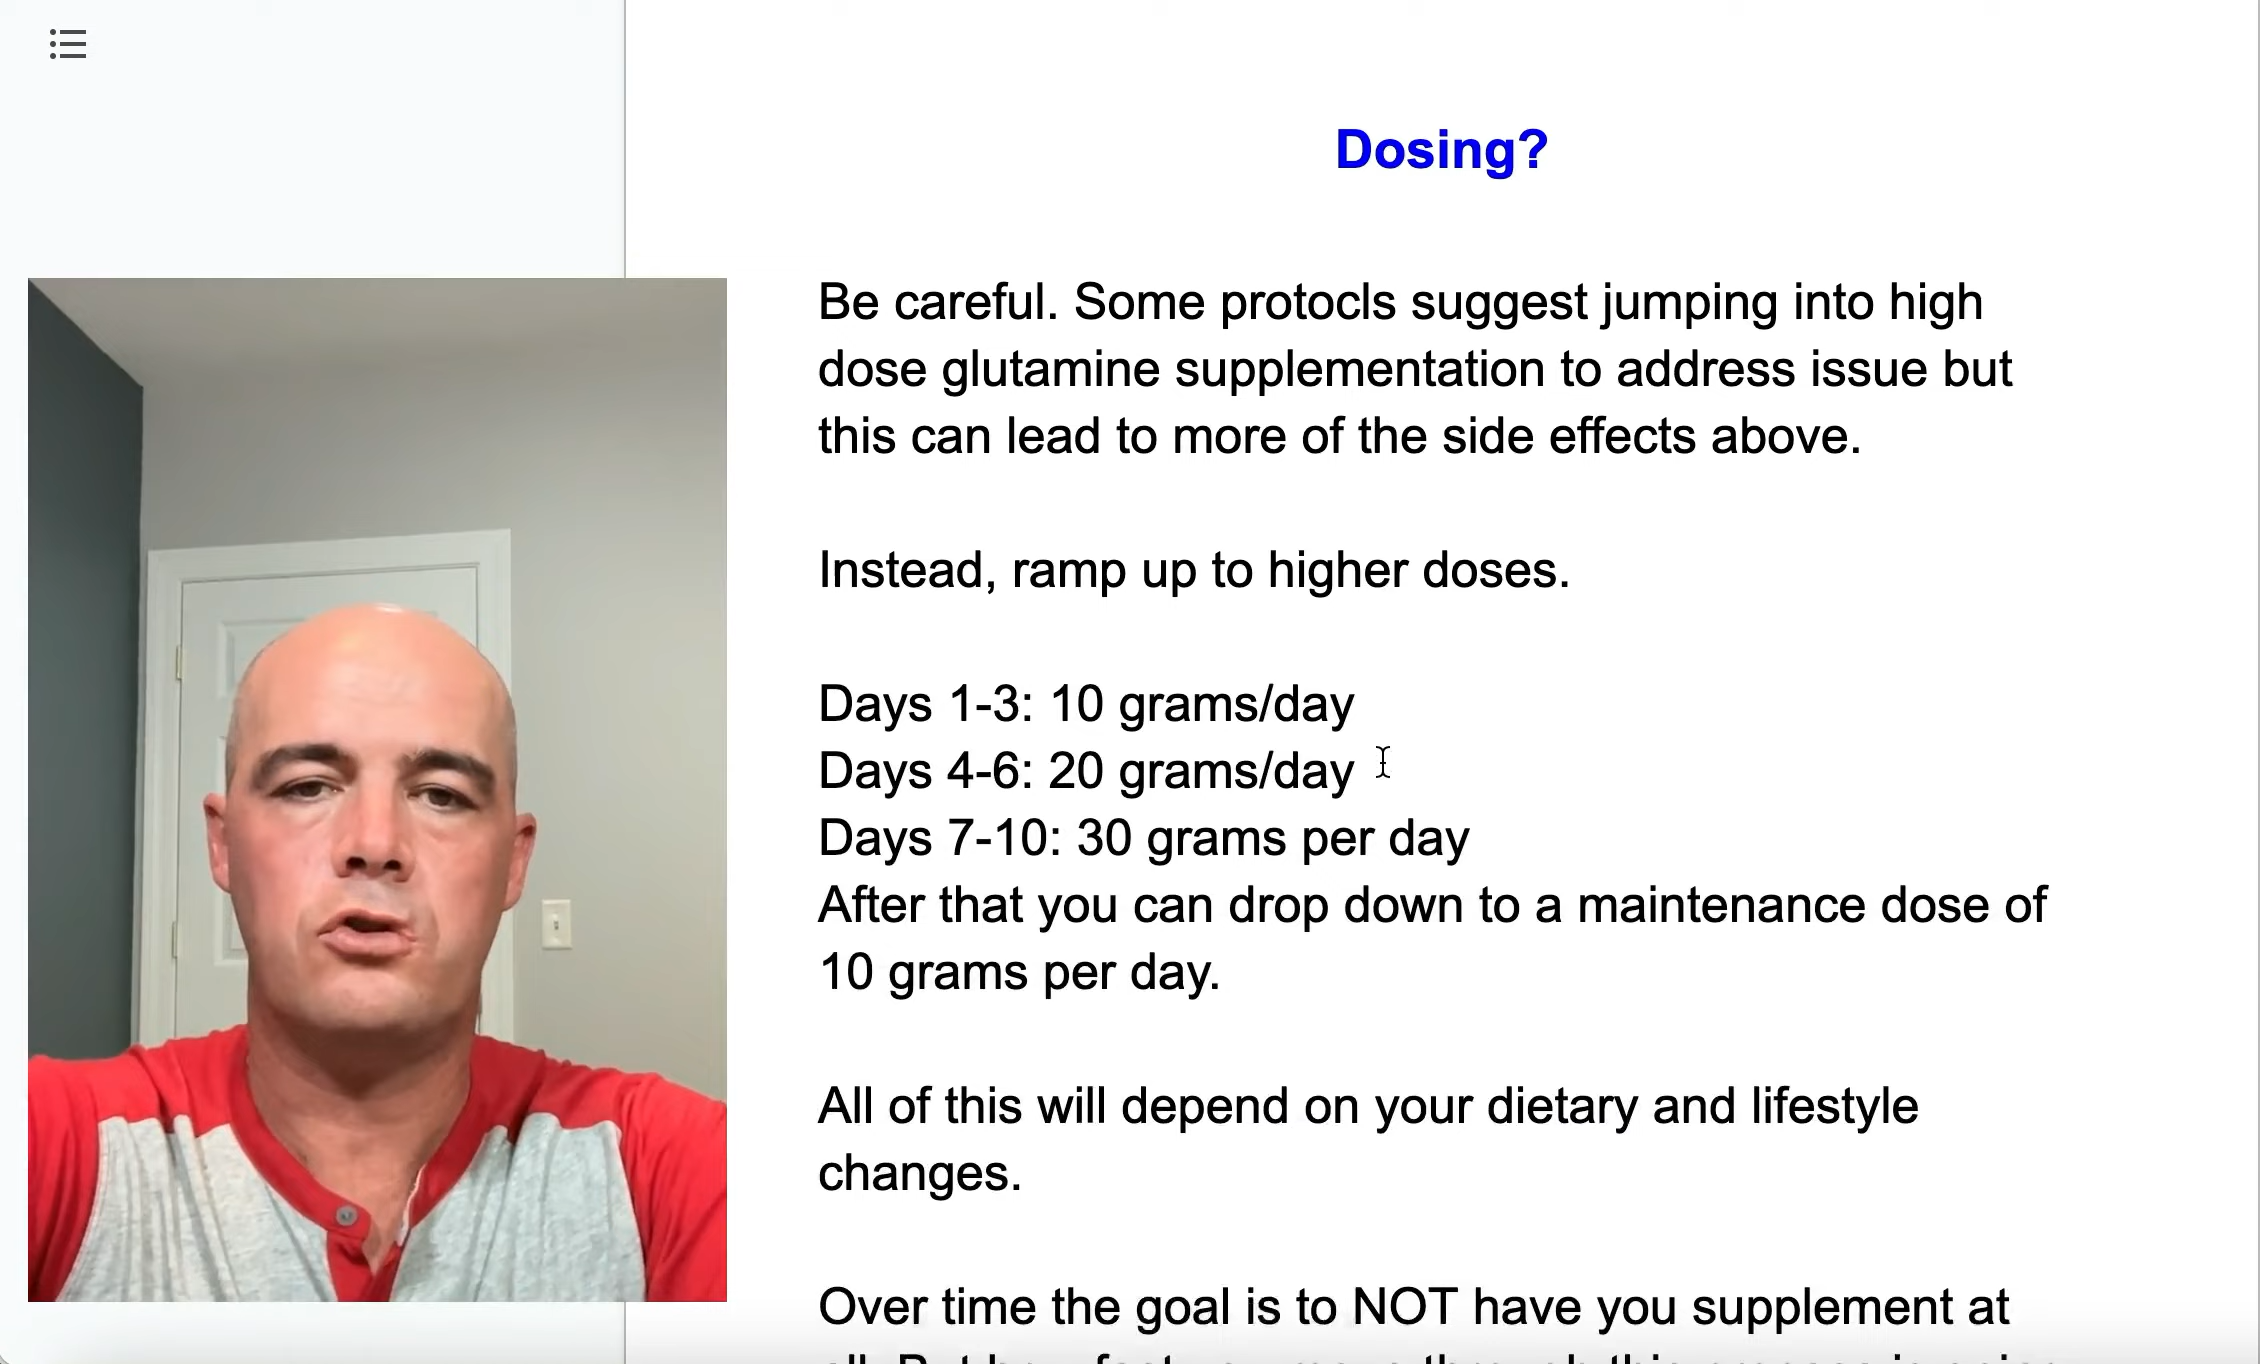 Dosing?
Be careful. Some protocls suggest jumping into high
dose glutamine supplementation to address issue but
this can lead to more of the side effects above.
Instead, ramp up to higher doses.
Days 1-3: 10 grams/day
Days 4-6: 20 grams/day
Days 7-10: 30 grams per day
After that you can drop down to a maintenance dose of
10 grams per day.
All of this will depend on your dietary and lifestyle
changes.
Over time the goal is to NOT have you supplement at